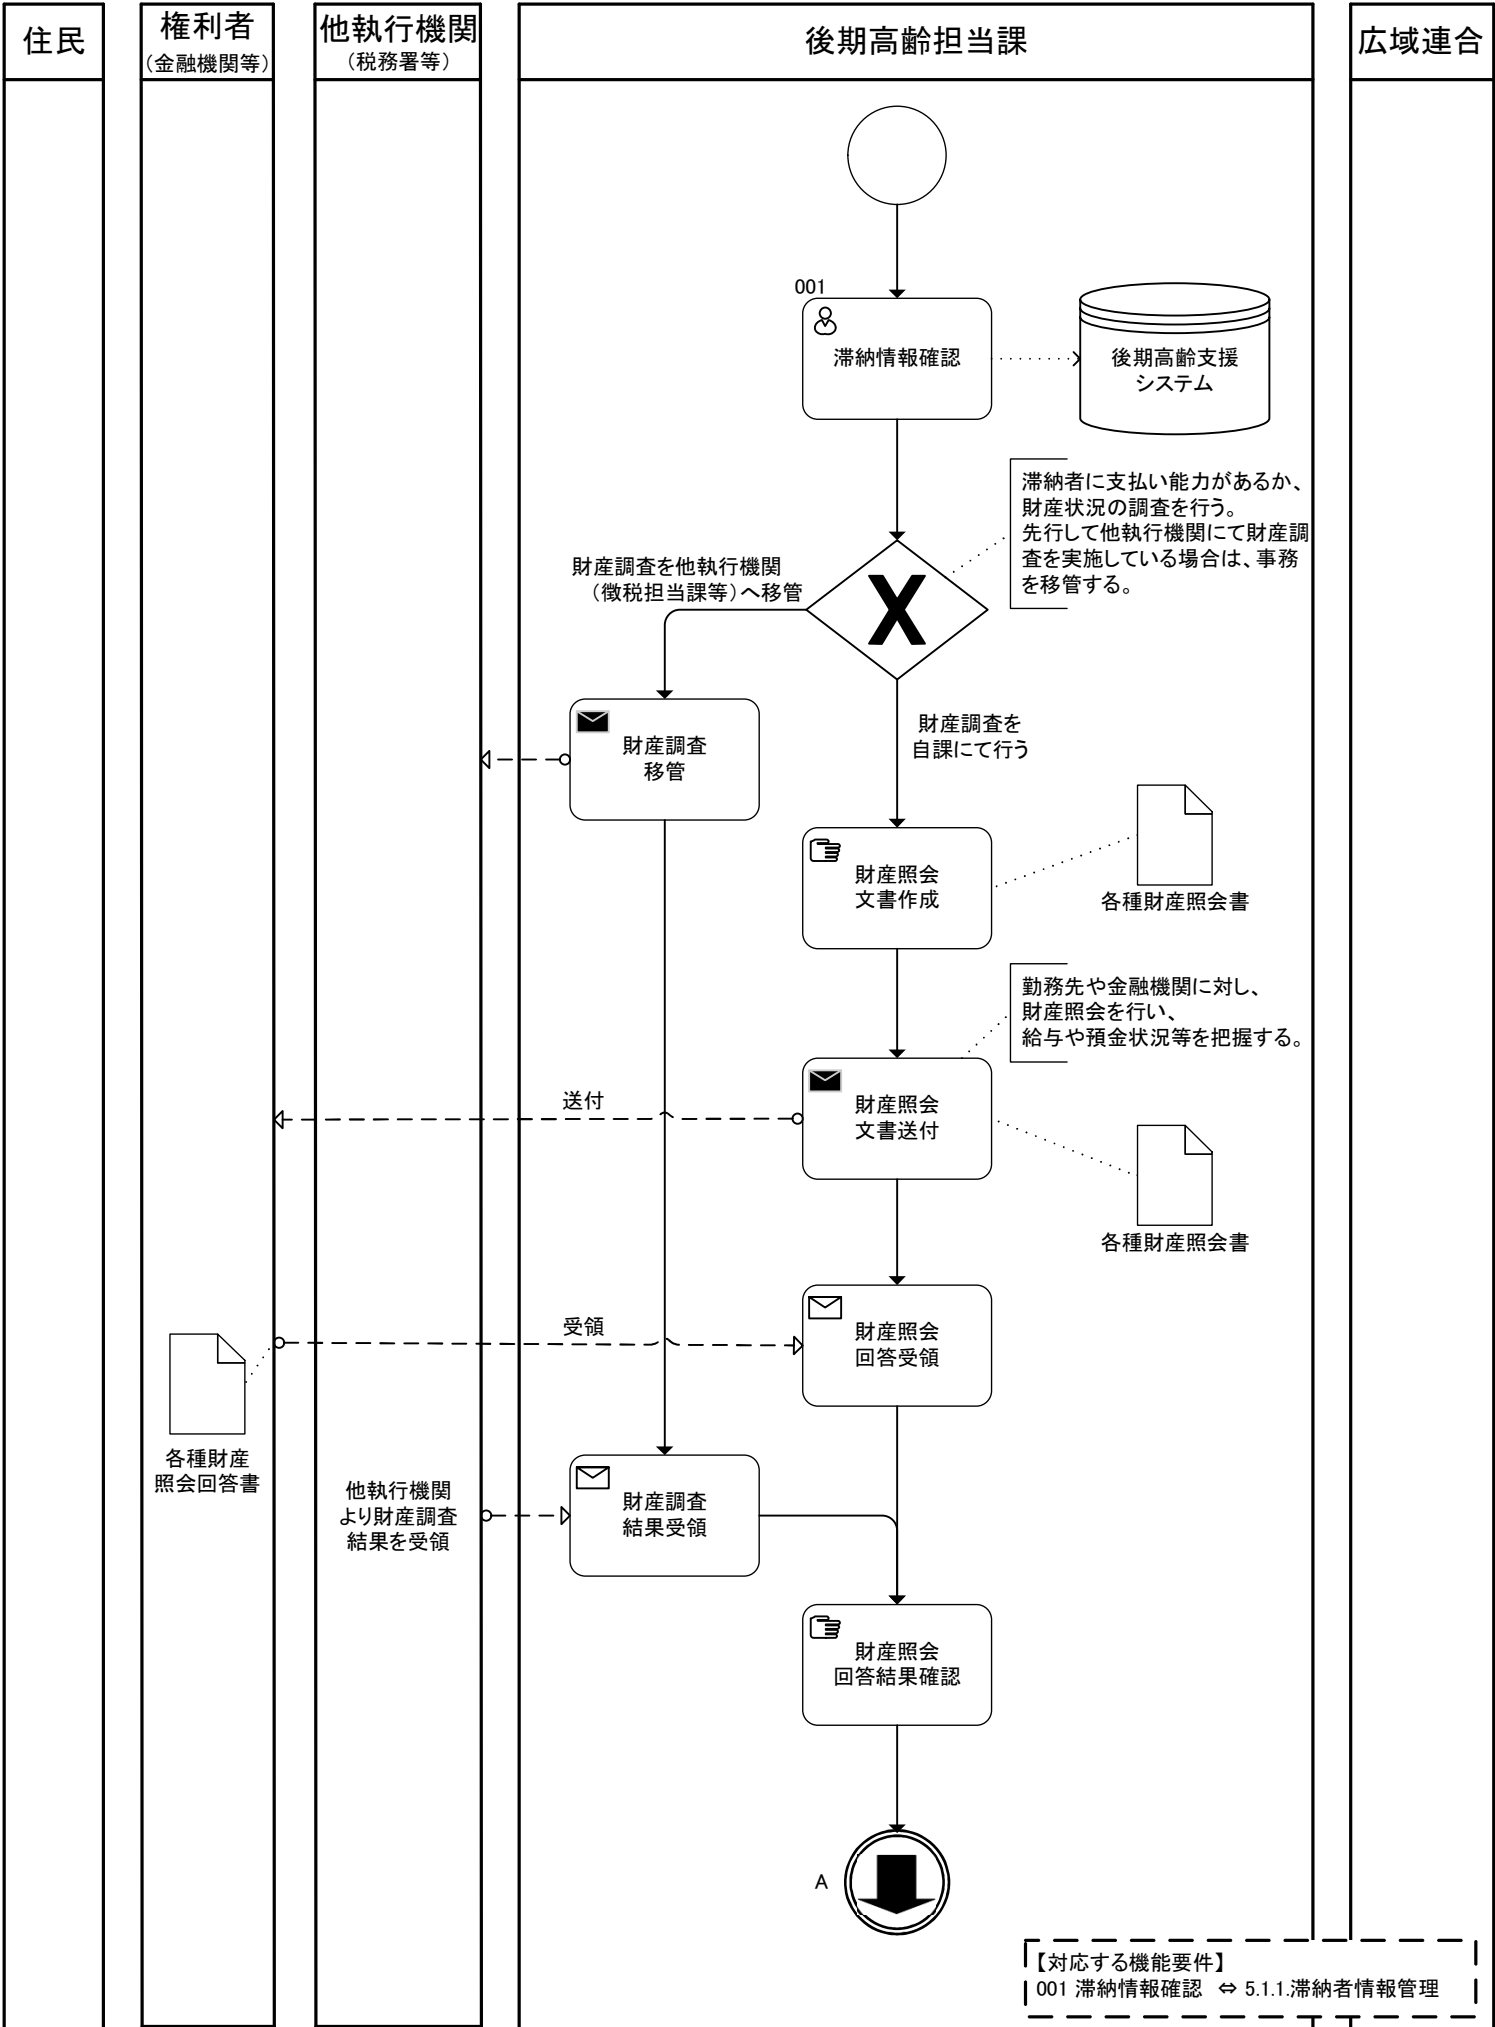 住民
権利者
（金融機関等）
他執行機関
（税務署等）
後期高齢担当課
広域連合
001
滞納情報確認
後期高齢支援
システム
滞納者に支払い能力があるか、
財産状況の調査を行う。
先行して他執行機関にて財産調
査を実施している場合は、事務
を移管する。
財産調査を他執行機関
（徴税担当課等）へ移管
X
財産調査
移管
財産調査を
自課にて行う
財産照会
文書作成
各種財産照会書
勤務先や金融機関に対し、
財産照会を行い、
給与や預金状況等を把握する。
送付
財産照会
文書送付
各種財産照会書
受領
財産照会
回答受領
各種財産
照会回答書
他執行機関
より財産調査
結果を受領
財産調査
結果受領
財産照会
回答結果確認
A
【対応する機能要件】
001 滞納情報確認 ⇔ 5.1.1.滞納者情報管理